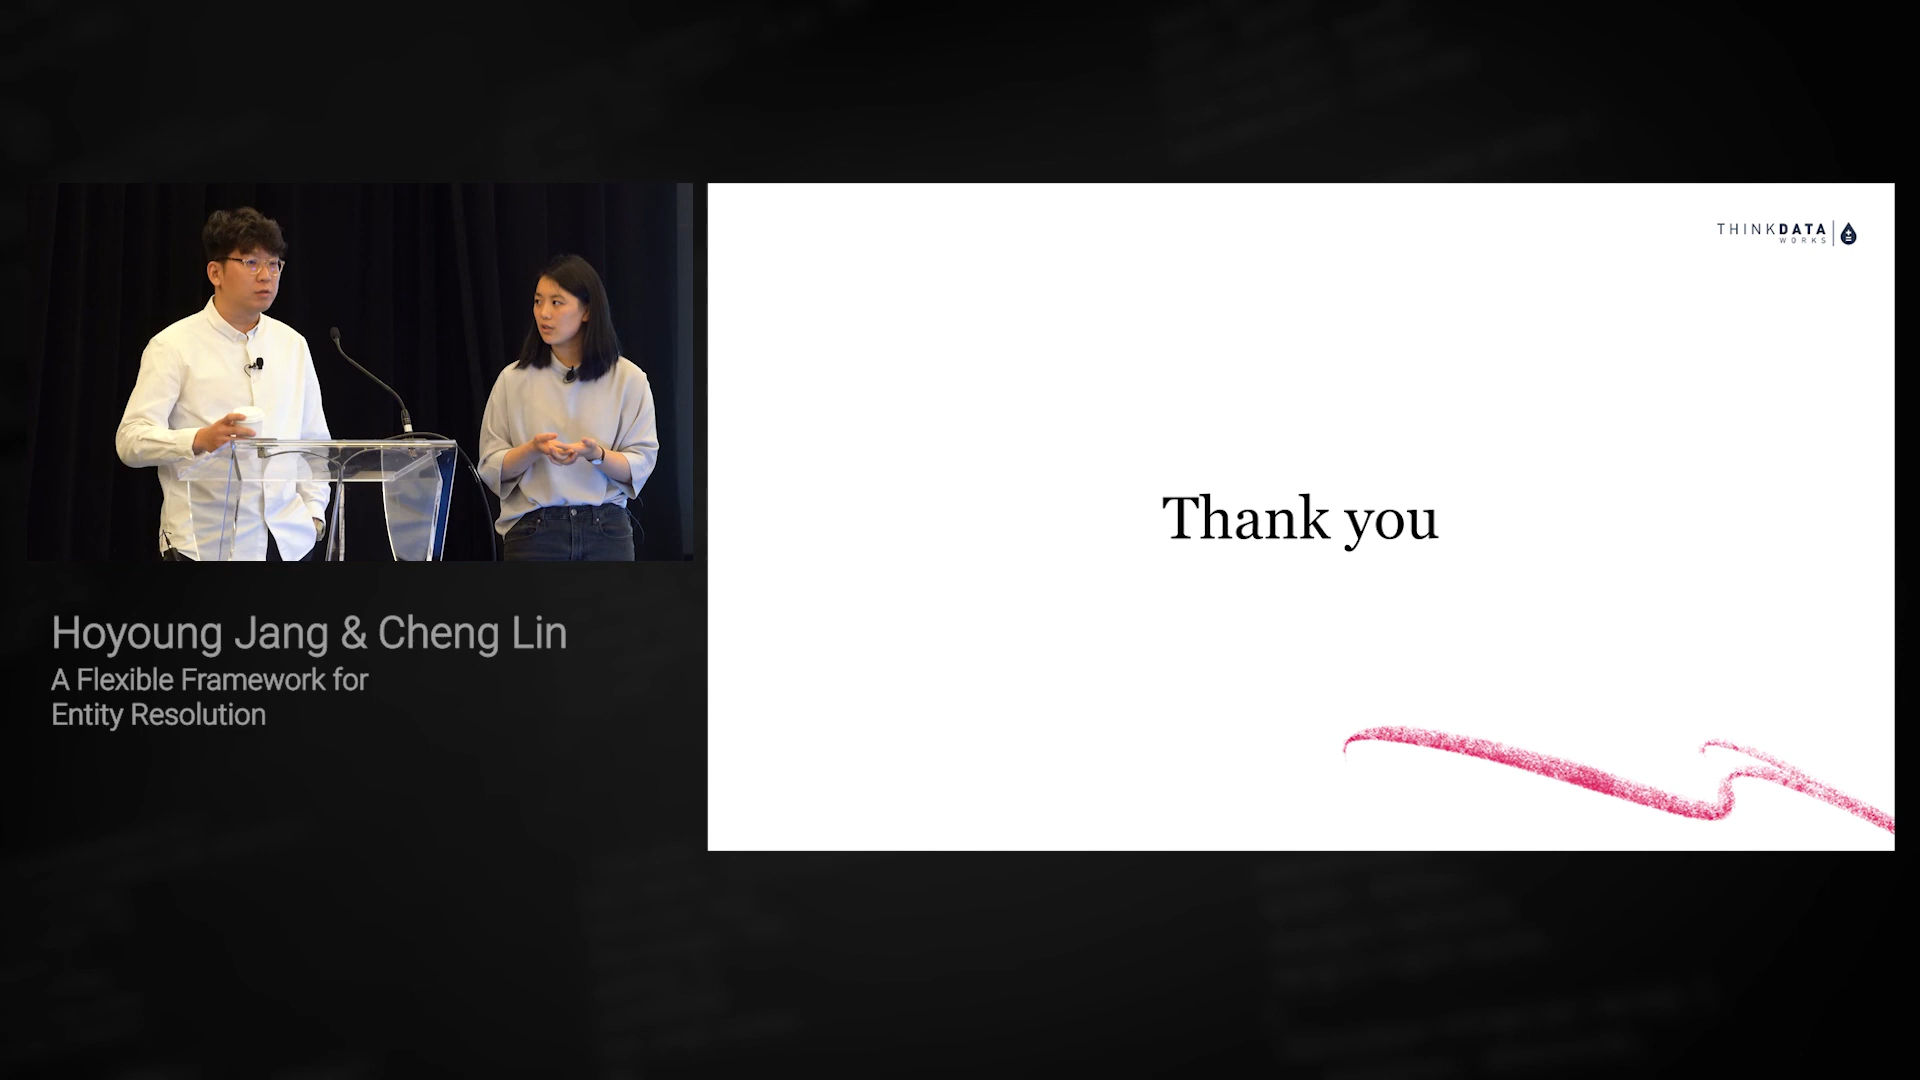 THINKDATA
WORKS
Thank you
Hoyoung Jang & Cheng Lin
A Flexible Framework for
Entity Resolution